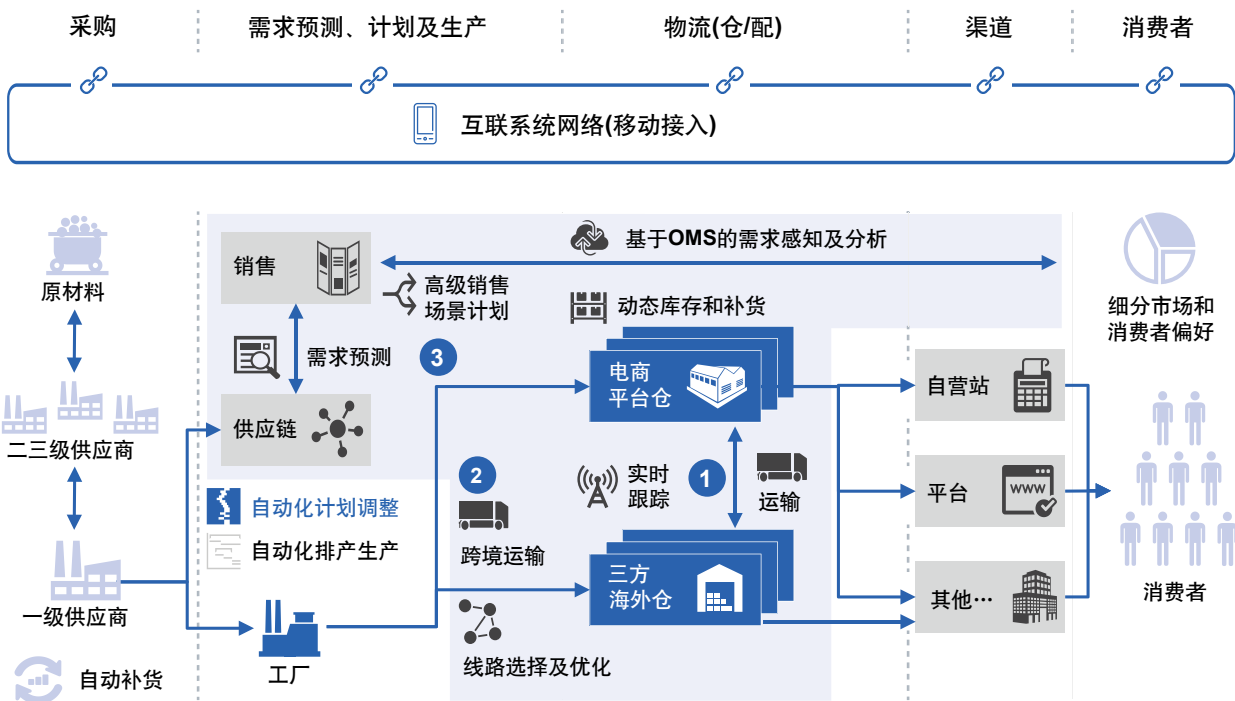 采购
需求预测、计划及生产
物流(仓/配)
渠道
消费者
互联系统网络(移动接入)
原材料
二三级供应商
一级供应商
自动补货
销售
高级销售
场景计划
需求预测
3
供应链
自动化计划调整
自动化排产生产
工厂
基于OMS的需求感知及分析
动态库存和补货
电商
平台仓
2
跨境运输
实时
跟踪
1
运输
三方
海外仓
线路选择及优化
自营站
平台
www
其他…
细分市场和
消费者偏好
消费者